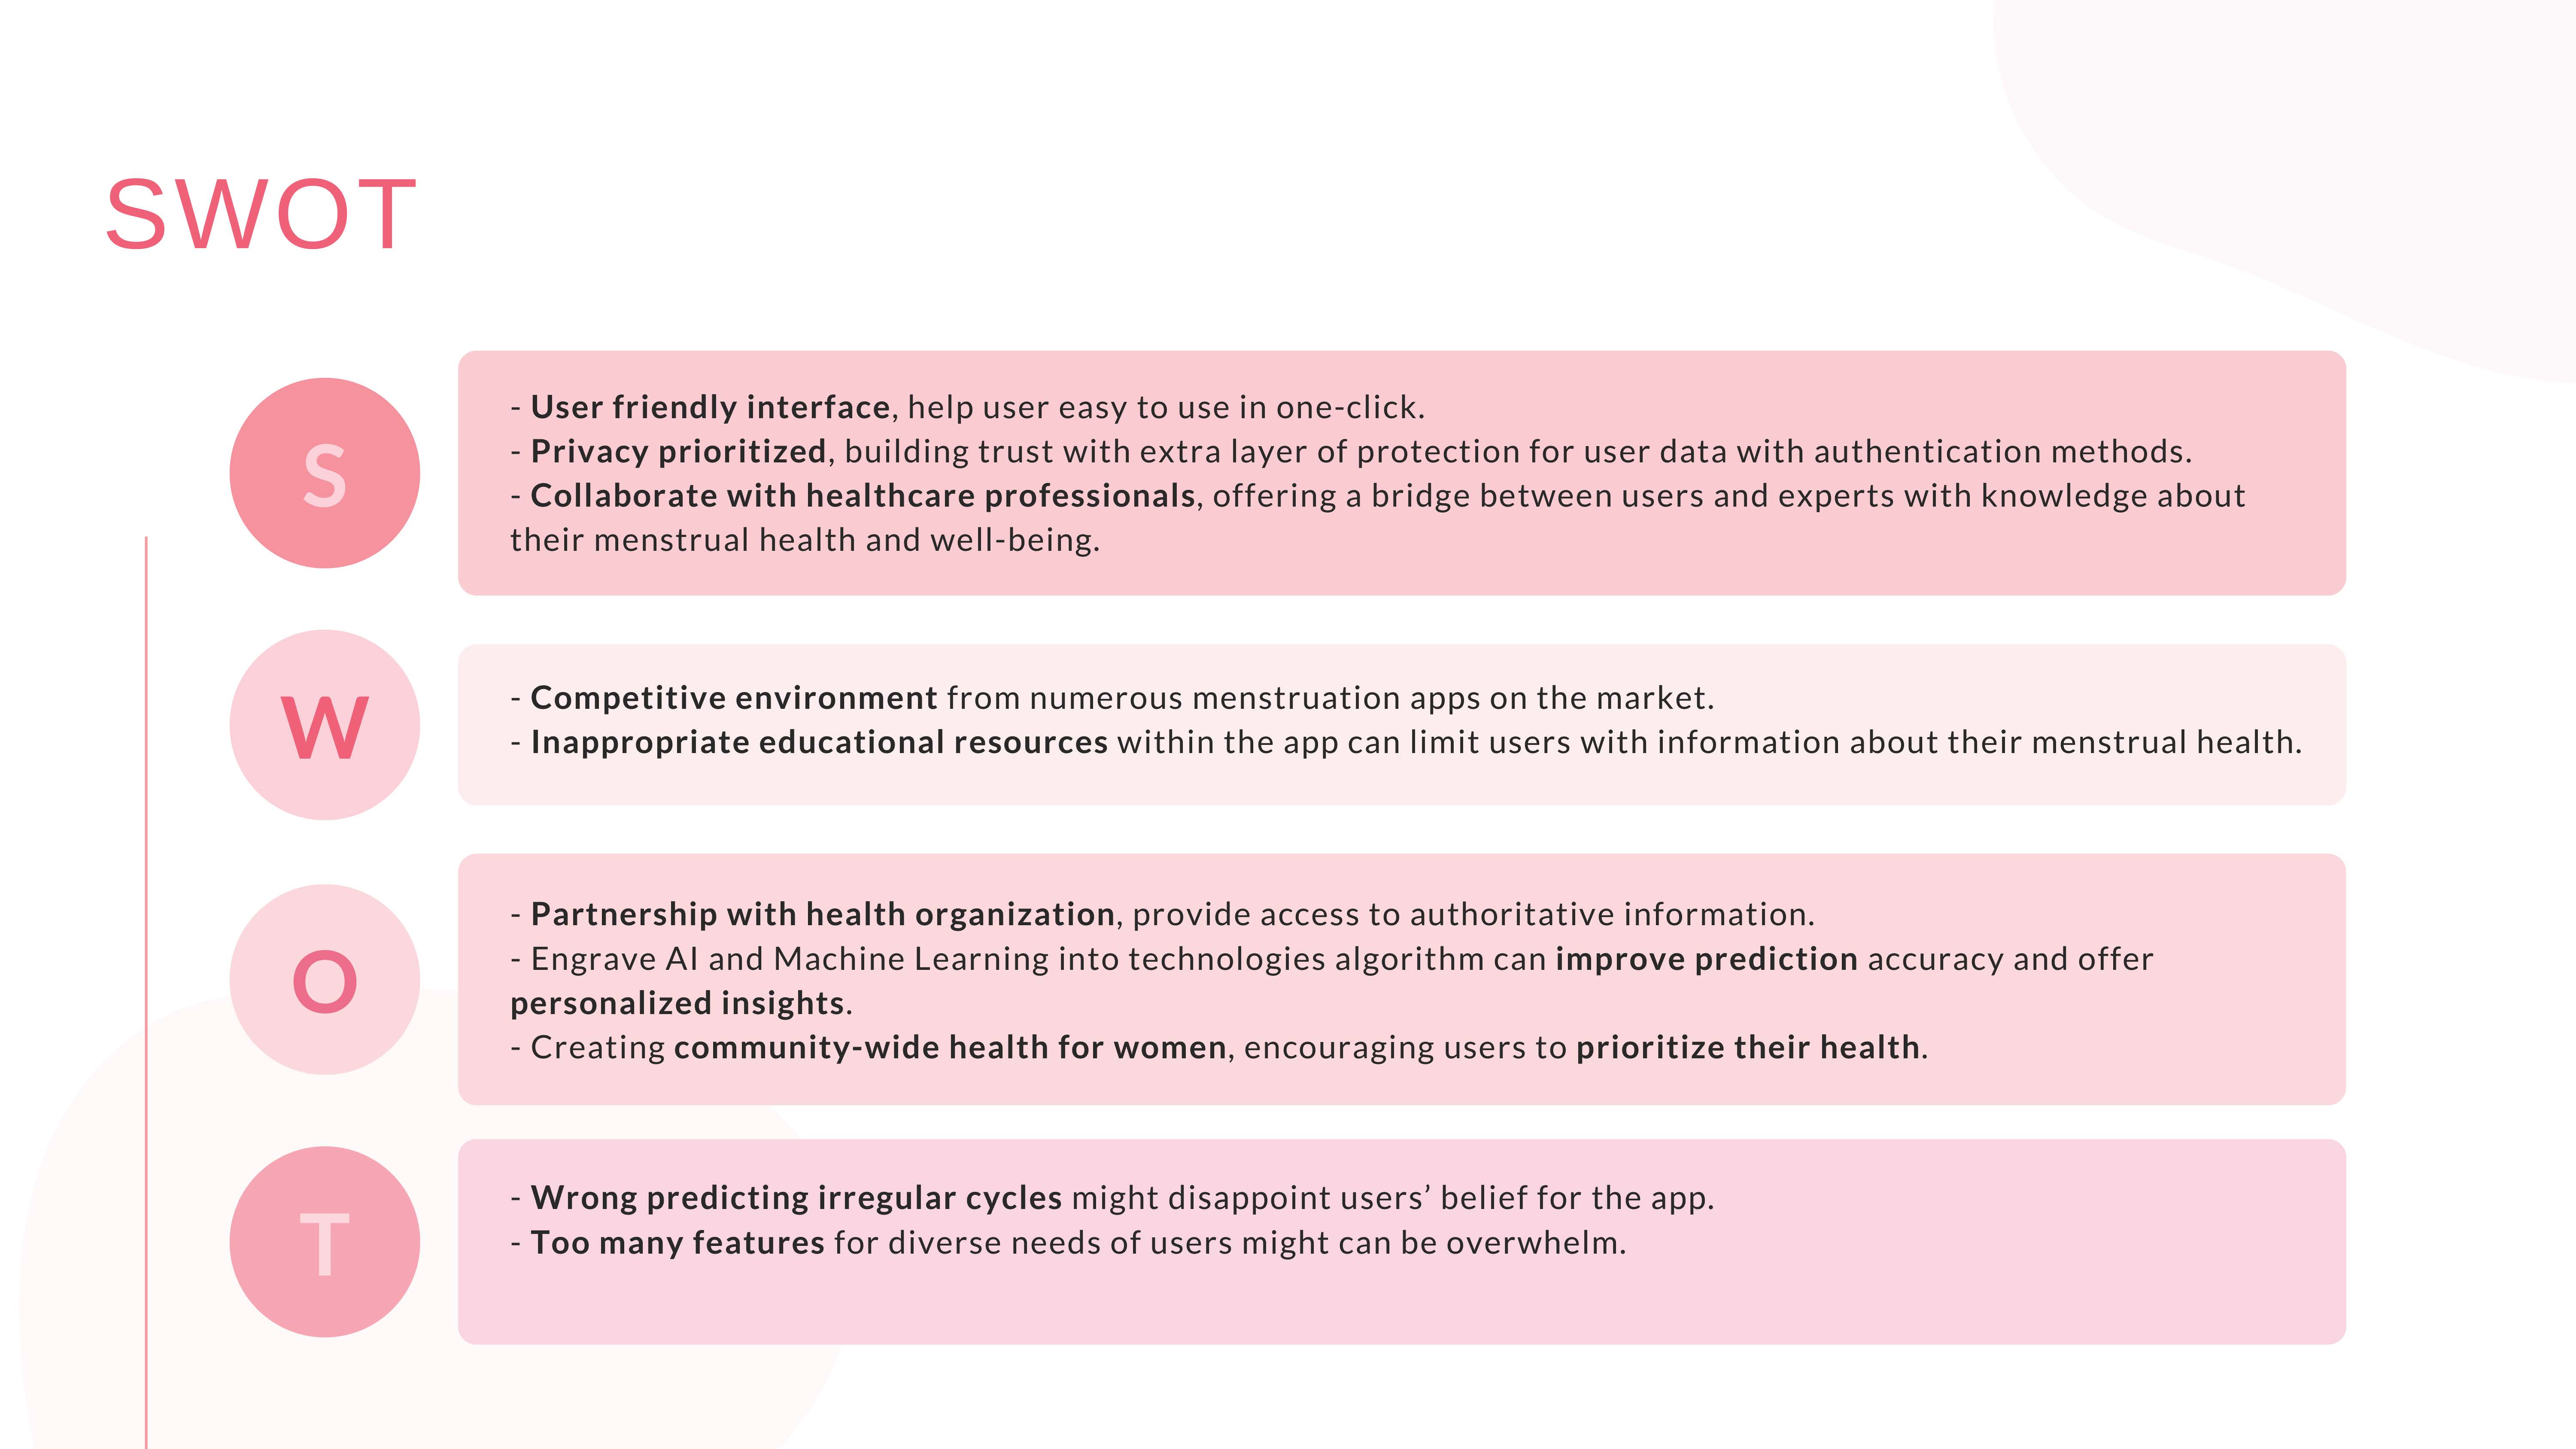 SWOT
S
- User friendly interface, help user easy to use in one-click.
- Privacy prioritized, building trust with extra layer of protection for user data with authentication methods.
- Collaborate with healthcare professionals, offering a bridge between users and experts with knowledge about
their menstrual health and well-being.
W
- Competitive environment from numerous menstruation apps on the market.
- Inappropriate educational resources within the app can limit users with information about their menstrual health.
O
- Partnership with health organization, provide access to authoritative information.
- Engrave AI and Machine Learning into technologies algorithm can improve prediction accuracy and offer
personalized insights.
- Creating community-wide health for women, encouraging users to prioritize their health.
T
- Wrong predicting irregular cycles might disappoint users’ belief for the app.
- Too many features for diverse needs of users might can be overwhelm.